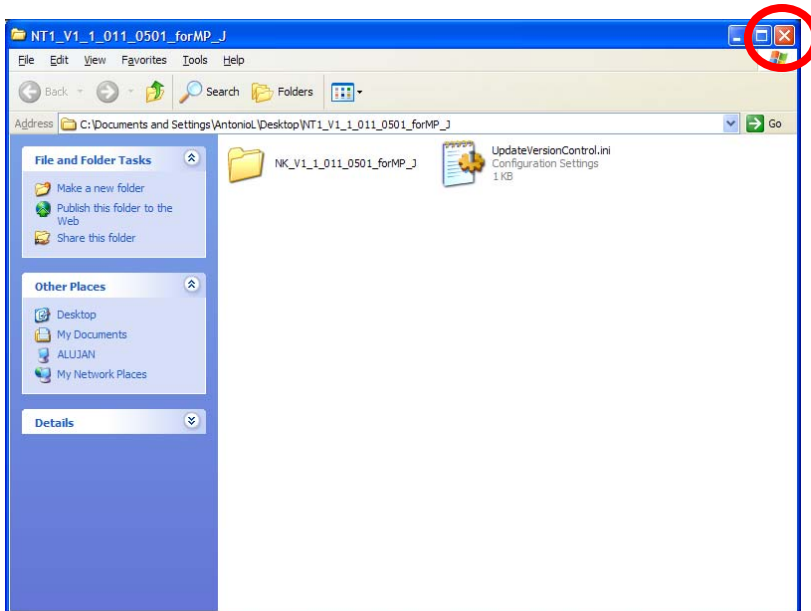 NT1_V1_1_011_0501_forMP_J
File Edit View Favorites Tools Help
Back Search Folders
Address C:\Documents and Settings\AntonioL\Desktop\NT1_V1_1_011_0501_forMP_J Go
File and Folder Tasks
Make a new folder
Publish this folder to the
Web
Share this folder
Other Places
Desktop
My Documents
ALUJAN
My Network Places
Details
NK_V1_1_011_0501_forMP_J
UpdateVersionControl.ini
Configuration Settings
1 KB